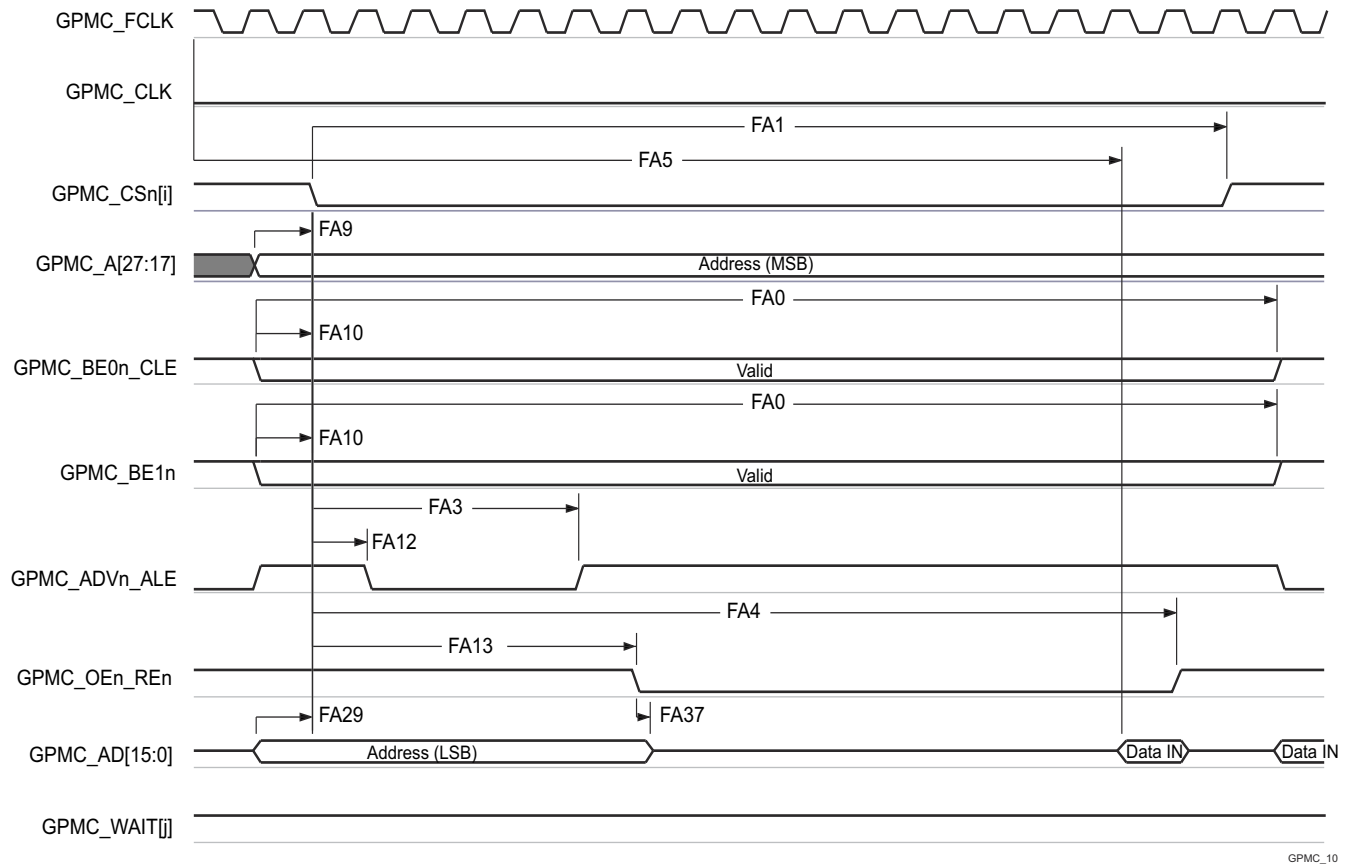 GPMC_FCLK
GPMC_CLK
FA1
FA5
GPMC_CSn[i]
FA9
GPMC_A[27:17]
Address (MSB)
FA0
FA10
GPMC_BE0n_CLE
Valid
FA0
FA10
GPMC_BE1n
Valid
FA3
FA12
GPMC_ADVn_ALE
FA4
FA13
GPMC_OEn_REn
FA29
FA37
GPMC_AD[15:0]
Address (LSB)
Data IN
Data IN
GPMC_WAIT[j]
GPMC_10